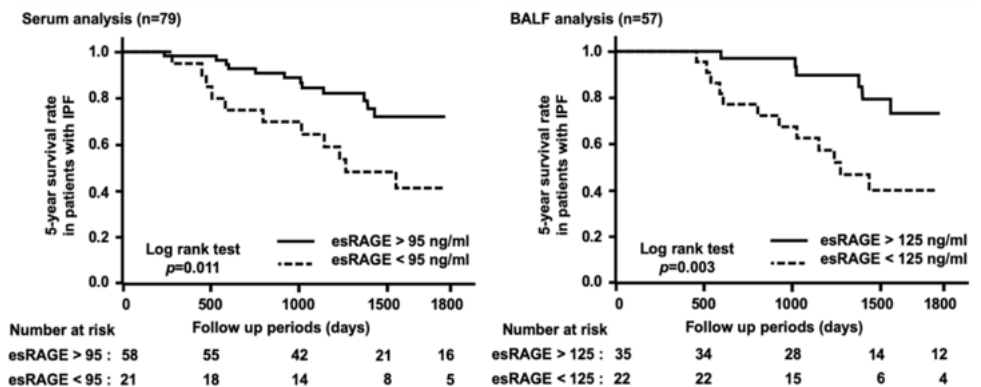 Serum analysis (n=79)
1.0
0.8
0.6
0.4
0.2
0.0
5-year survival rate
in patients with IPF
Log rank test
p=0.011
esRAGE > 95 ng/ml
esRAGE < 95 ng/ml
0 500 1000 1500 1800
Follow up periods (days)
Number at risk
esRAGE > 95 : 58 55 42 21 16
esRAGE < 95 : 21 18 14 8 5
BALF analysis (n=57)
1.0
0.8
0.6
0.4
0.2
0.0
5-year survival rate
in patients with IPF
Log rank test
p=0.003
esRAGE > 125 ng/ml
esRAGE < 125 ng/ml
0 500 1000 1500 1800
Follow up periods (days)
Number at risk
esRAGE > 125 : 35 34 28 14 12
esRAGE < 125 : 22 22 15 6 4